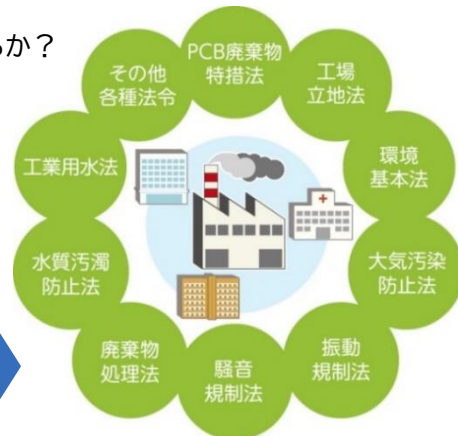 るか？
PCB廃棄物
特措法
工場
立地法
環境
基本法
大気汚染
防止法
振動
規制法
騒音
規制法
廃棄物
処理法
水質汚濁
防止法
工業用水法
その他
各種法令